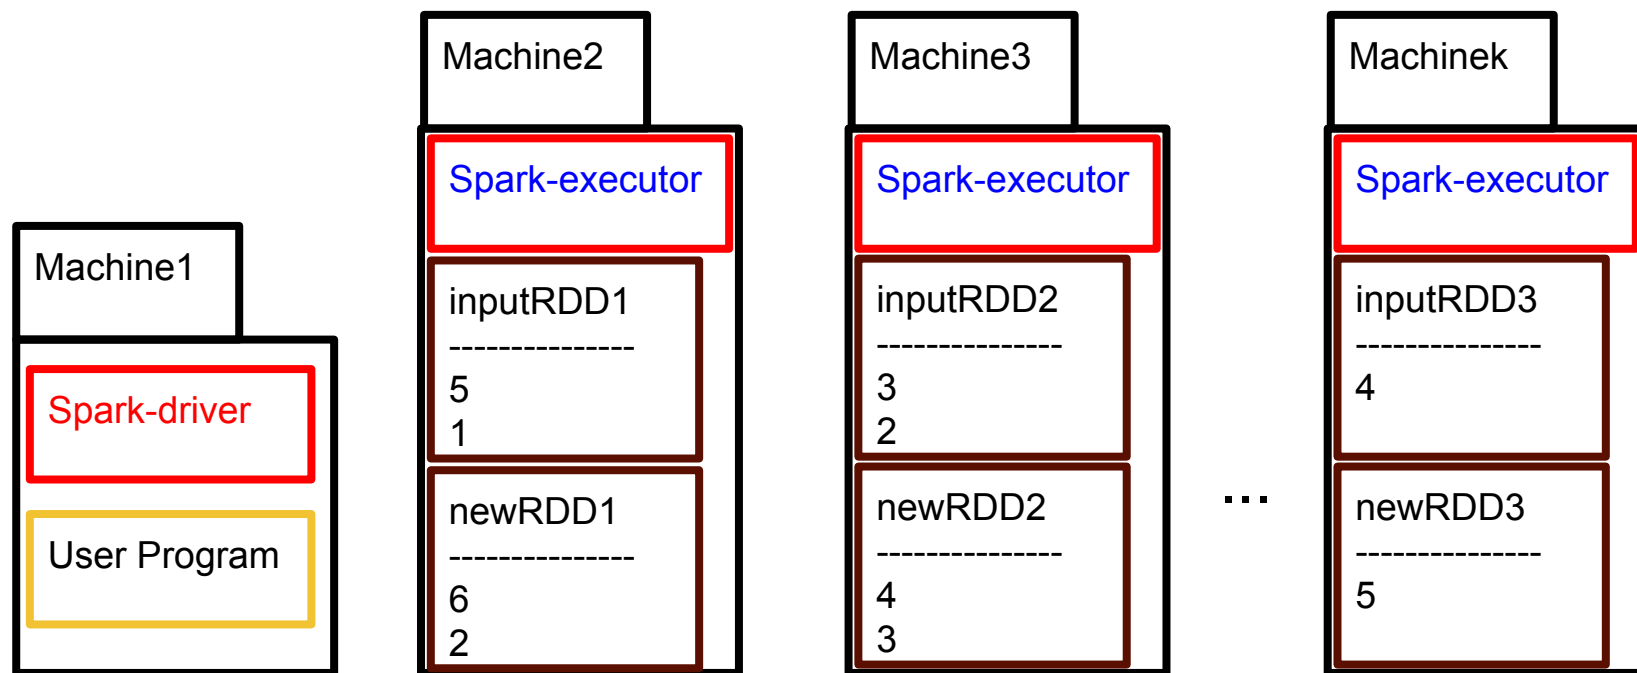 Machine1
Spark-driver
User Program
Machine2
Spark-executor
inputRDD1
---------------
5
1
newRDD1
---------------
6
2
Machine3
Spark-executor
inputRDD2
---------------
3
2
newRDD2
---------------
4
3
...
Machinek
Spark-executor
inputRDD3
---------------
4
newRDD3
---------------
5